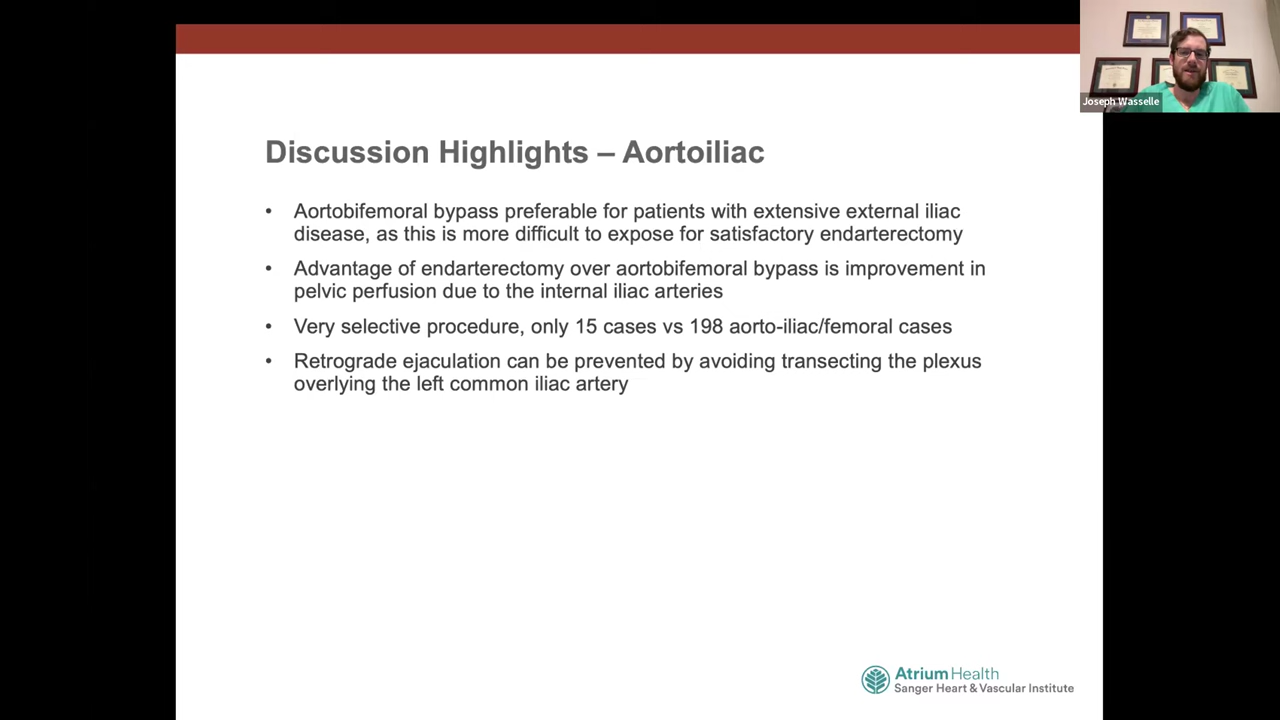 Joseph Wasselle
Discussion Highlights – Aortoiliac
• Aortobifemoral bypass preferable for patients with extensive external iliac
disease, as this is more difficult to expose for satisfactory endarterectomy
• Advantage of endarterectomy over aortobifemoral bypass is improvement in
pelvic perfusion due to the internal iliac arteries
• Very selective procedure, only 15 cases vs 198 aorto-iliac/femoral cases
• Retrograde ejaculation can be prevented by avoiding transecting the plexus
overlying the left common iliac artery
Atrium Health
Sanger Heart & Vascular Institute